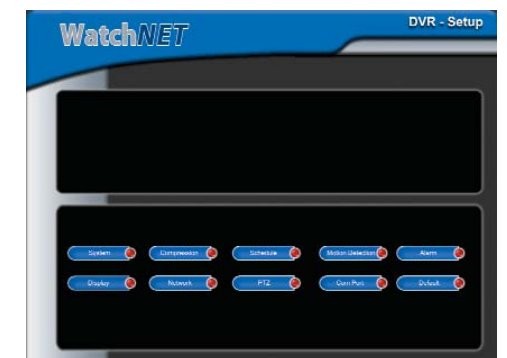 WatchNET
DVR - Setup
System Compression Schedule Motion Detection Alarm
Display Network PTZ Com Port Default